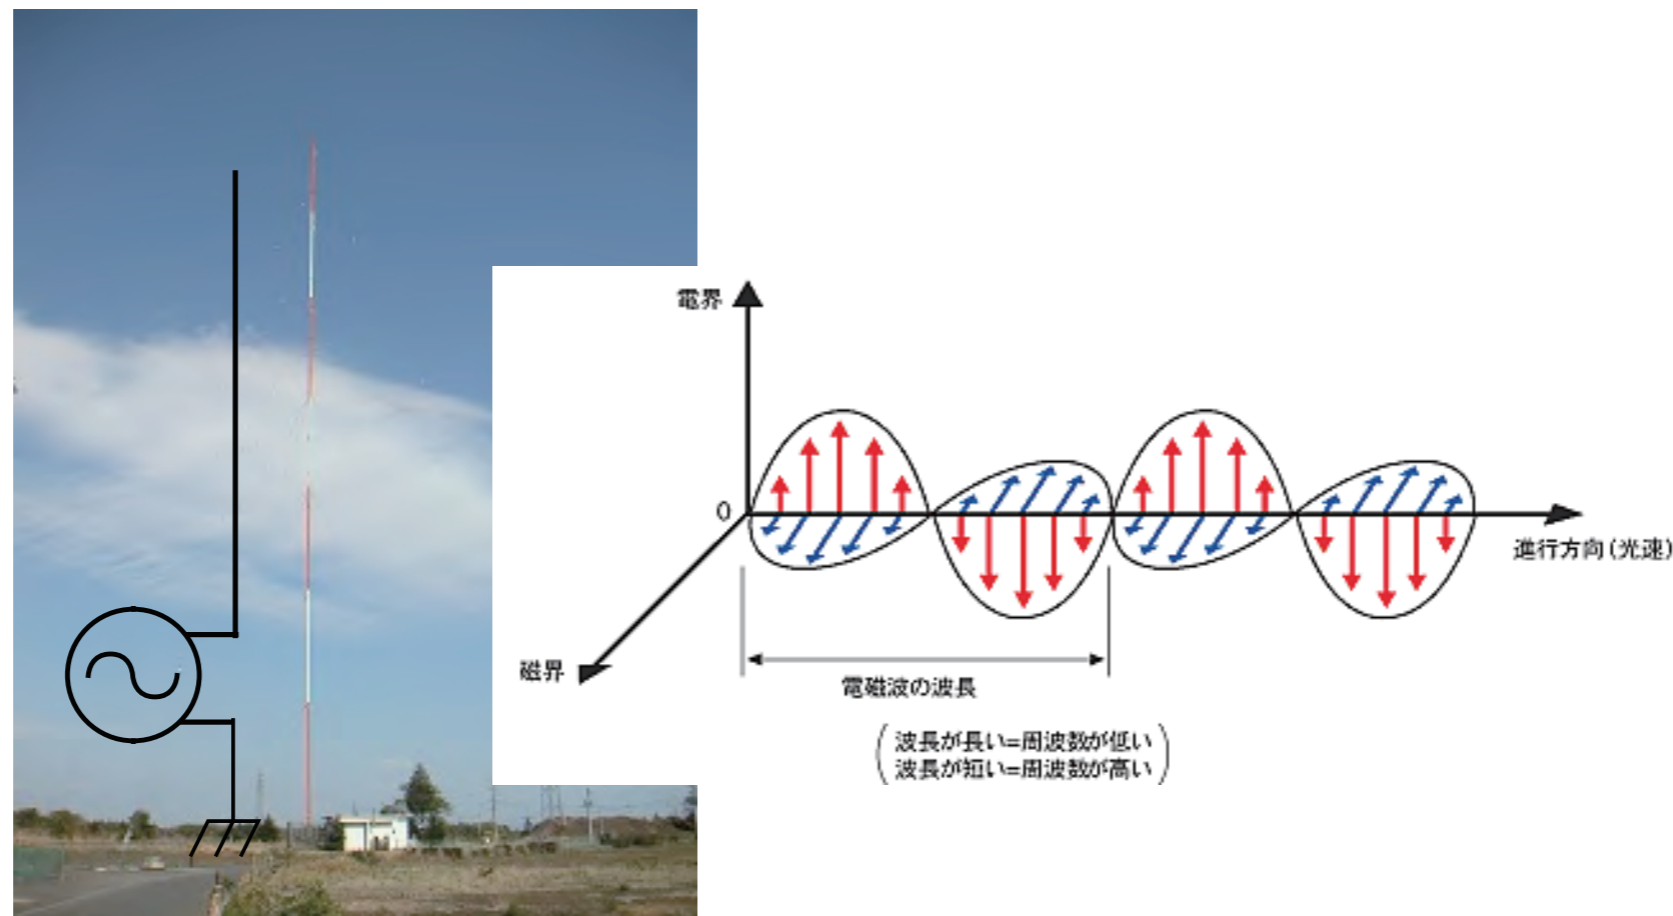 電界
0
進行方向(光速)
磁界
電磁波の波長
波長が長い=周波数が低い
波長が短い=周波数が高い